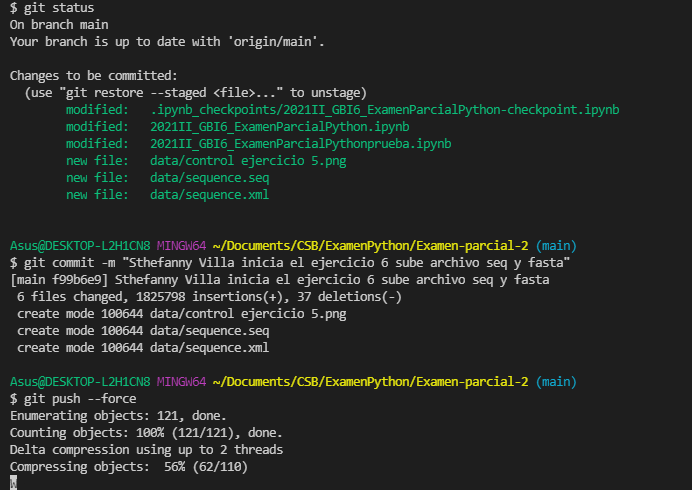 $ git status
On branch main
Your branch is up to date with 'origin/main'.
Changes to be committed:
(use "git restore --staged <file>..." to unstage)
modified: .ipynb_checkpoints/2021II_GBI6_ExamenParcialPython-checkpoint.ipynb
modified: 2021II_GBI6_ExamenParcialPython.ipynb
modified: 2021II_GBI6_ExamenParcialPythonprueba.ipynb
new file: data/control ejercicio 5.png
new file: data/sequence.seq
new file: data/sequence.xml
Asus@DESKTOP-L2H1CN8 MINGW64 ~/Documents/CSB/ExamenPython/Examen-parcial-2 (main)
$ git commit -m "Sthefanny Villa inicia el ejercicio 6 sube archivo seq y fasta"
[main f99b6e9] Sthefanny Villa inicia el ejercicio 6 sube archivo seq y fasta
6 files changed, 1825798 insertions(+), 37 deletions(-)
create mode 100644 data/control ejercicio 5.png
create mode 100644 data/sequence.seq
create mode 100644 data/sequence.xml
Asus@DESKTOP-L2H1CN8 MINGW64 ~/Documents/CSB/ExamenPython/Examen-parcial-2 (main)
$ git push --force
Enumerating objects: 121, done.
Counting objects: 100% (121/121), done.
Delta compression using up to 2 threads
Compressing objects: 56% (62/110)